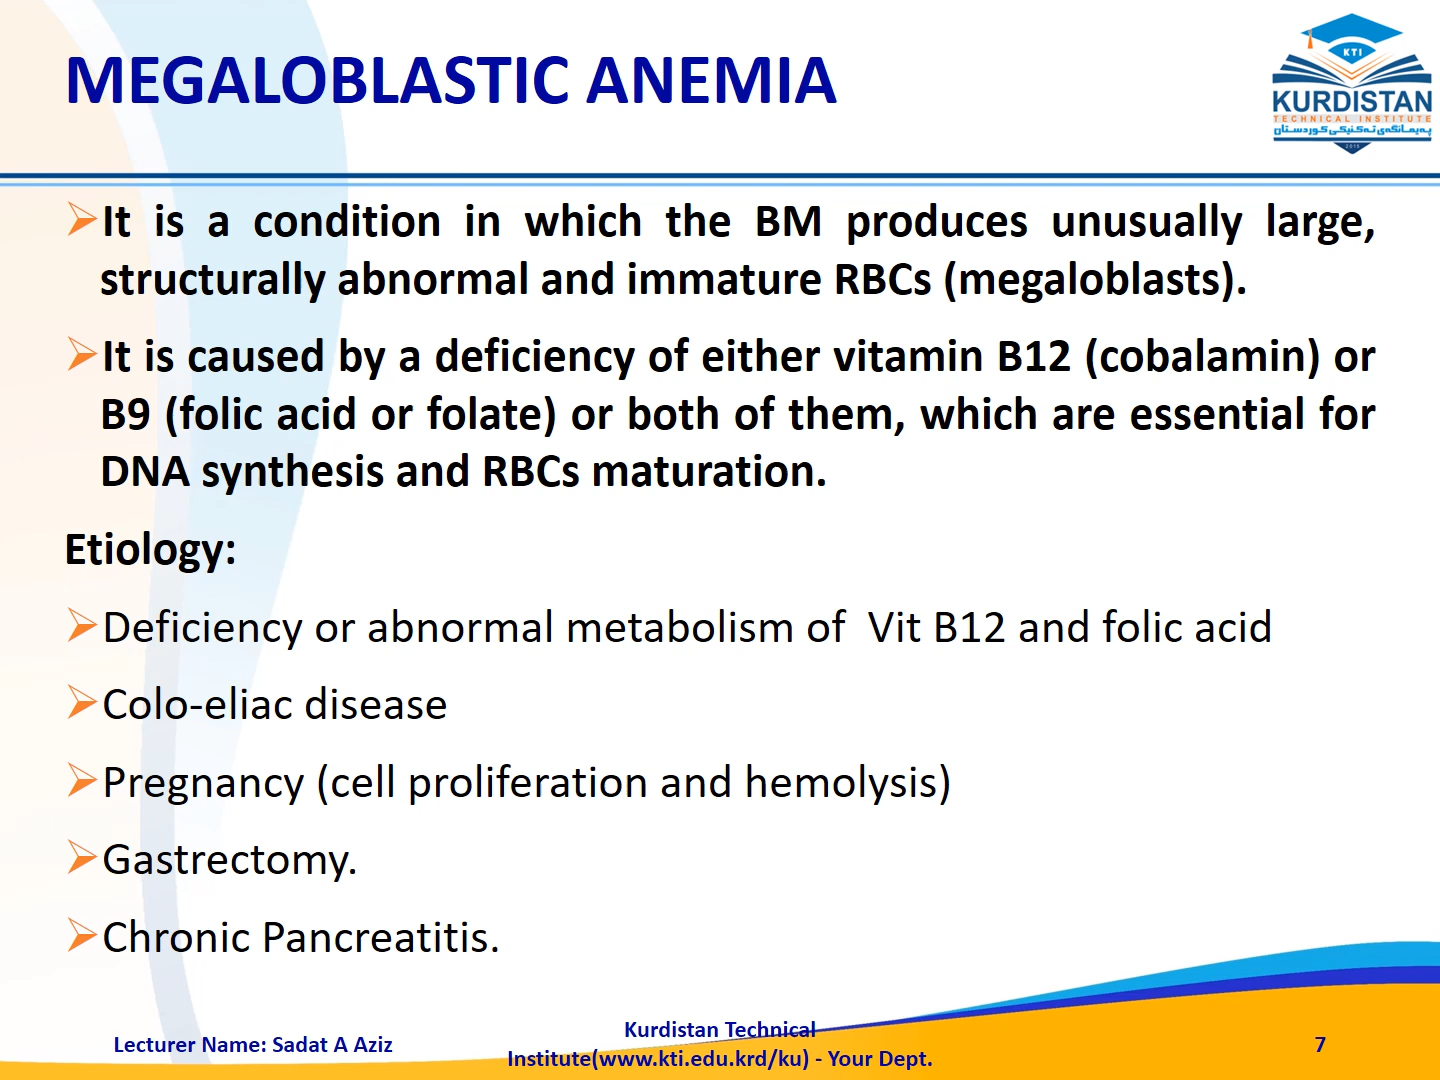 MEGALOBLASTIC ANEMIA
KTI
KURDISTAN
TECHNICAL INSTITUTE
پەیمانگەی تەکنیکی کوردستان
2015
It is a condition in which the BM produces unusually large,
structurally abnormal and immature RBCs (megaloblasts).
It is caused by a deficiency of either vitamin B12 (cobalamin) or
B9 (folic acid or folate) or both of them, which are essential for
DNA synthesis and RBCs maturation.
Etiology:
Deficiency or abnormal metabolism of  Vit B12 and folic acid
Colo-eliac disease
Pregnancy (cell proliferation and hemolysis)
Gastrectomy.
Chronic Pancreatitis.
Lecturer Name: Sadat A Aziz
Kurdistan Technical
Institute(www.kti.edu.krd/ku) - Your Dept.
7